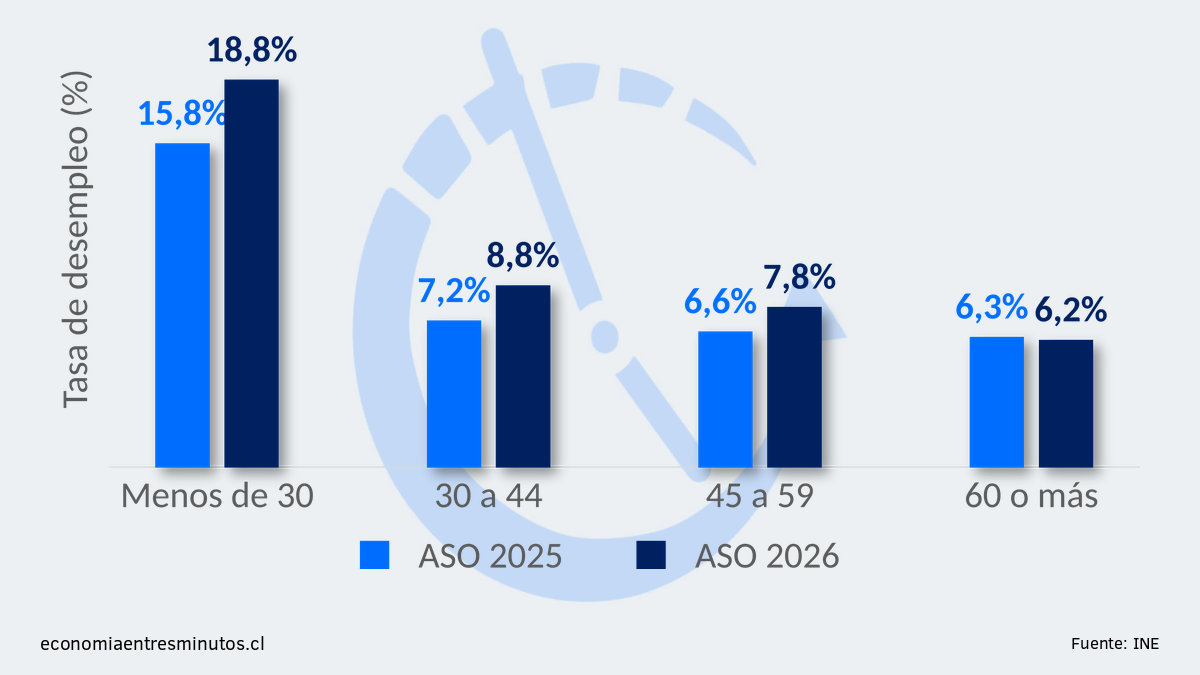 Tasa de desempleo (%)
15,8%
18,8%
7,2%
8,8%
6,6%
7,8%
6,3%
6,2%
Menos de 30
30 a 44
45 a 59
60 o más
ASO 2025
ASO 2026
economiaentresminutos.cl
Fuente: INE